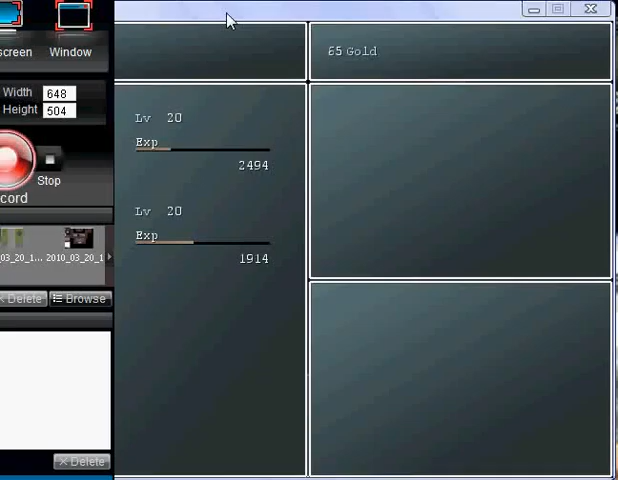 screen Window
Width 648
Height 504
Stop
cord
0_03_20_1... 2010_03_20_1
Delete Browse
Delete
65 Gold
Lv 20
Exp
2494
Lv 20
Exp
1914